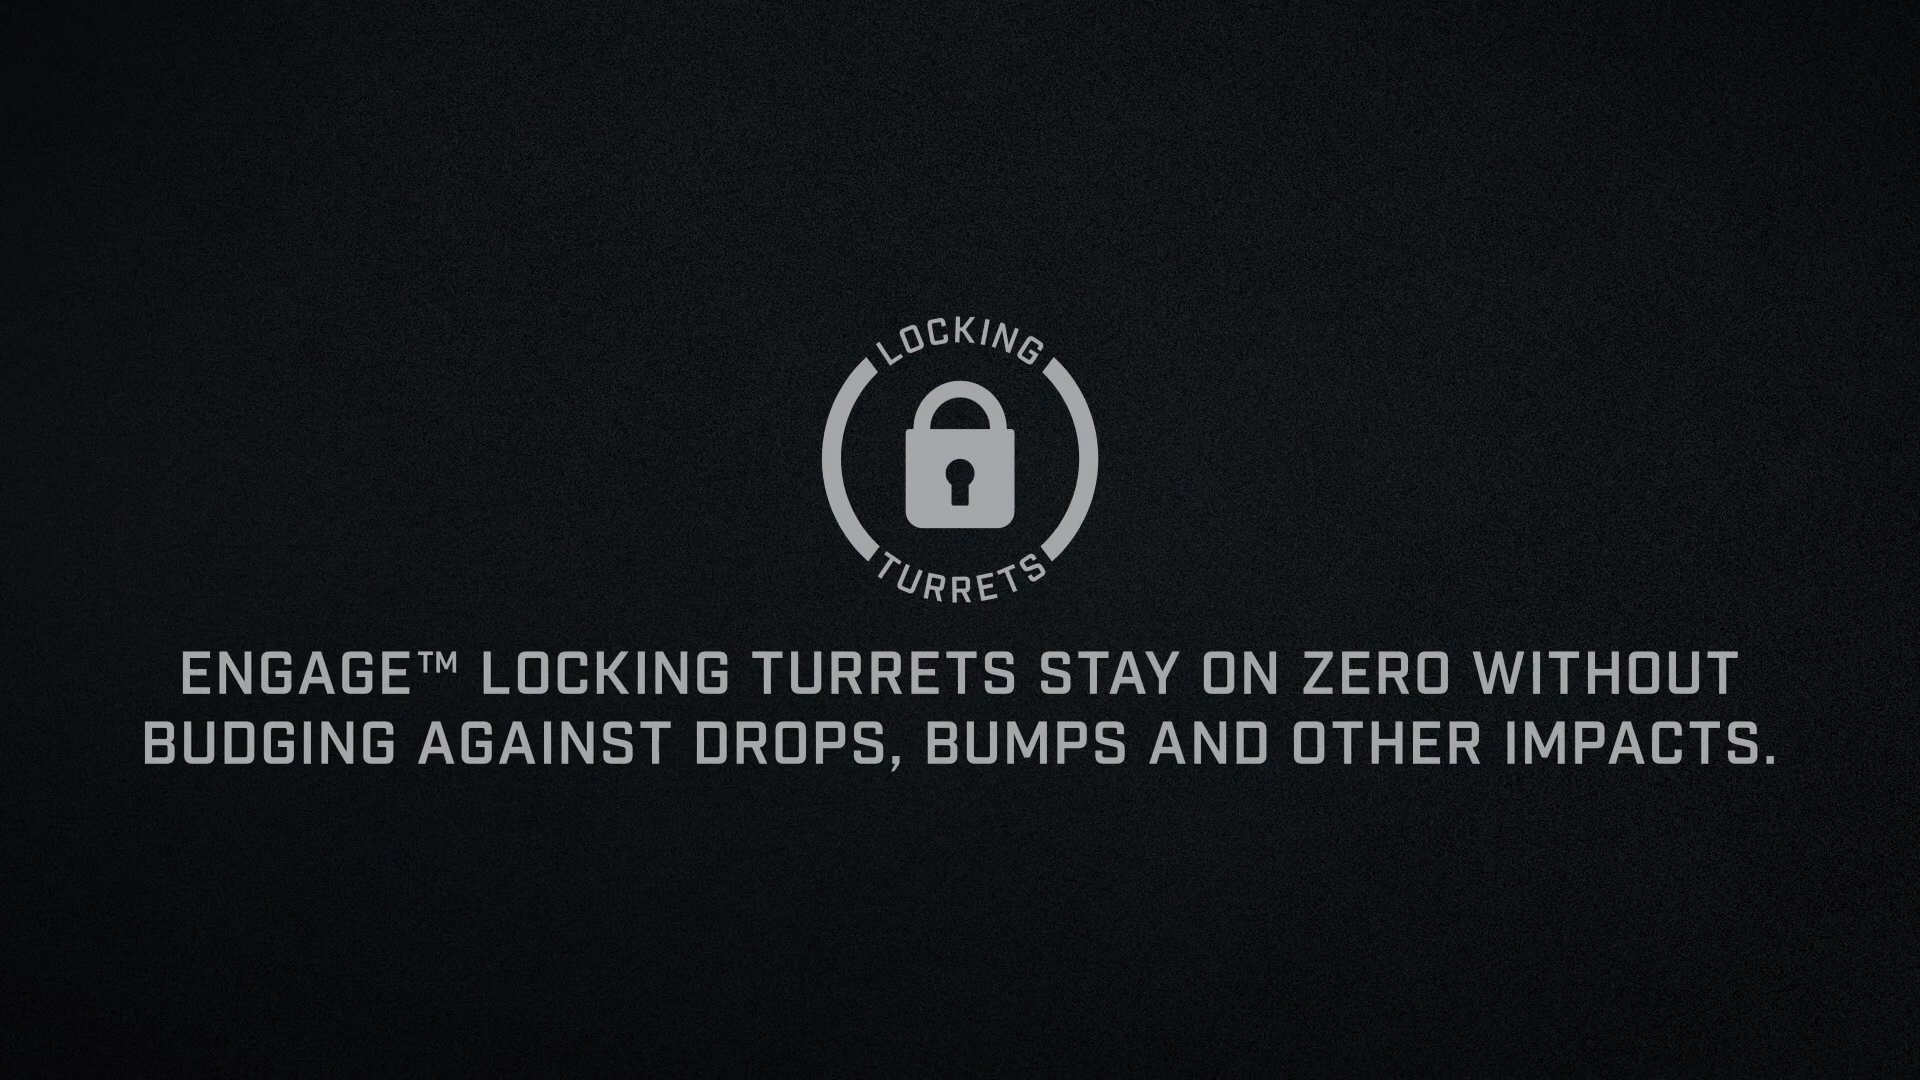 LOCKING
TURRETS
ENGAGE™ LOCKING TURRETS STAY ON ZERO WITHOUT
BUDGING AGAINST DROPS, BUMPS AND OTHER IMPACTS.